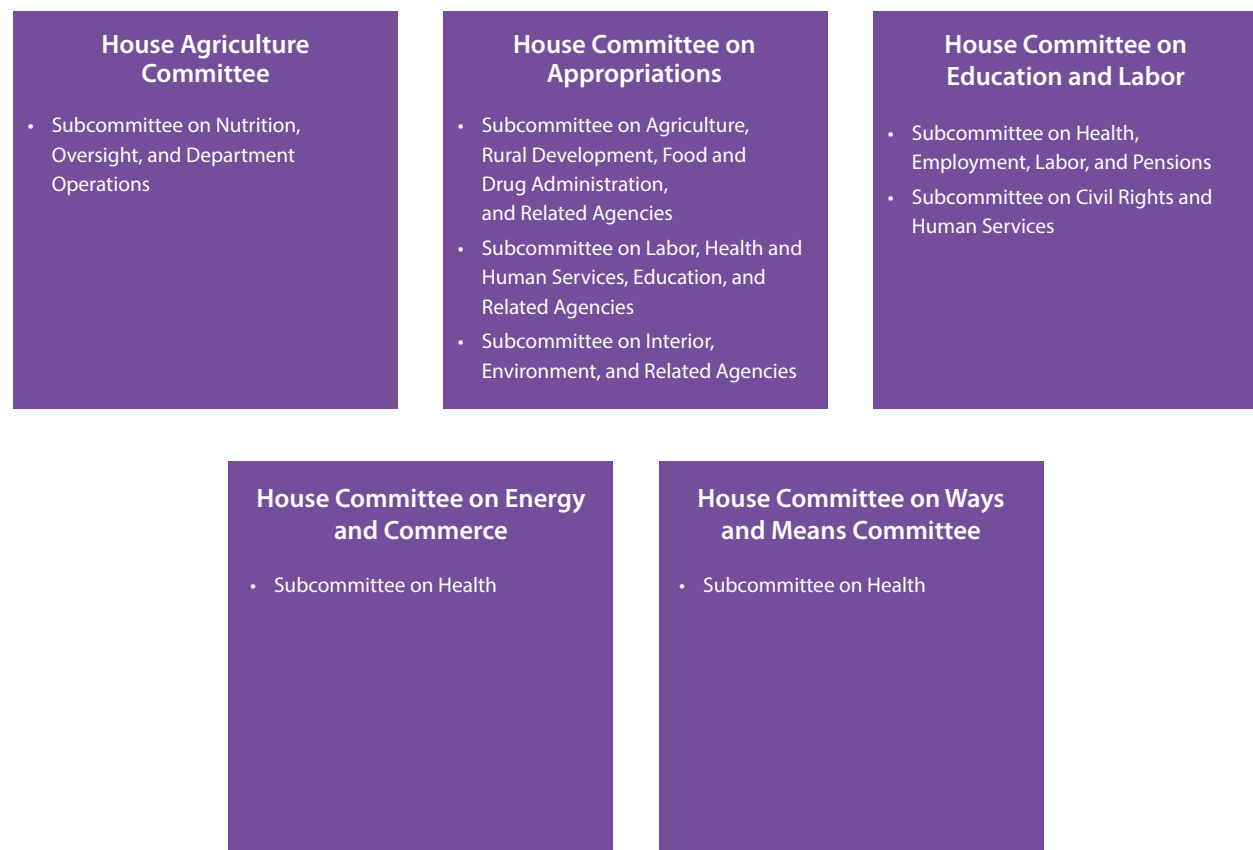 House Agriculture
Committee
• Subcommittee on Nutrition,
Oversight, and Department
Operations
House Committee on
Appropriations
• Subcommittee on Agriculture,
Rural Development, Food and
Drug Administration,
and Related Agencies
• Subcommittee on Labor, Health and
Human Services, Education, and
Related Agencies
• Subcommittee on Interior,
Environment, and Related Agencies
House Committee on
Education and Labor
• Subcommittee on Health,
Employment, Labor, and Pensions
• Subcommittee on Civil Rights and
Human Services
House Committee on Energy
and Commerce
• Subcommittee on Health
House Committee on Ways
and Means Committee
• Subcommittee on Health